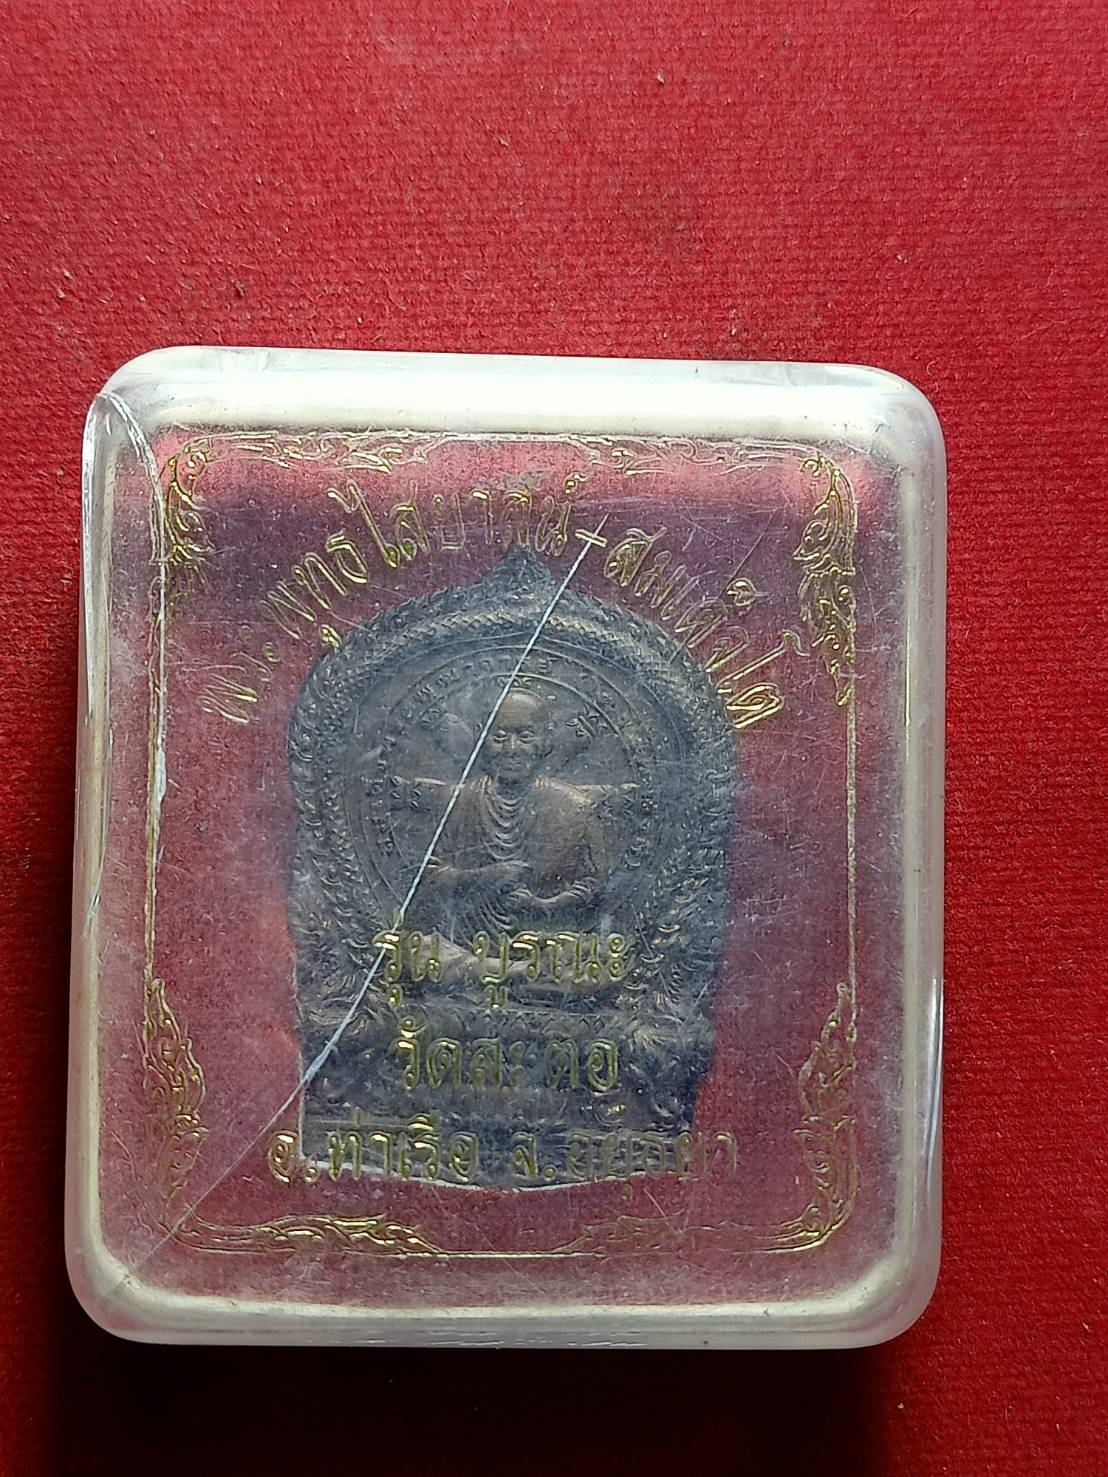 พระพุทธไสยาสน์-สมเด็จโต
รุ่น บูรณะ
วัดสะตือ
อ.ท่าเรือ จ.อยุธยา